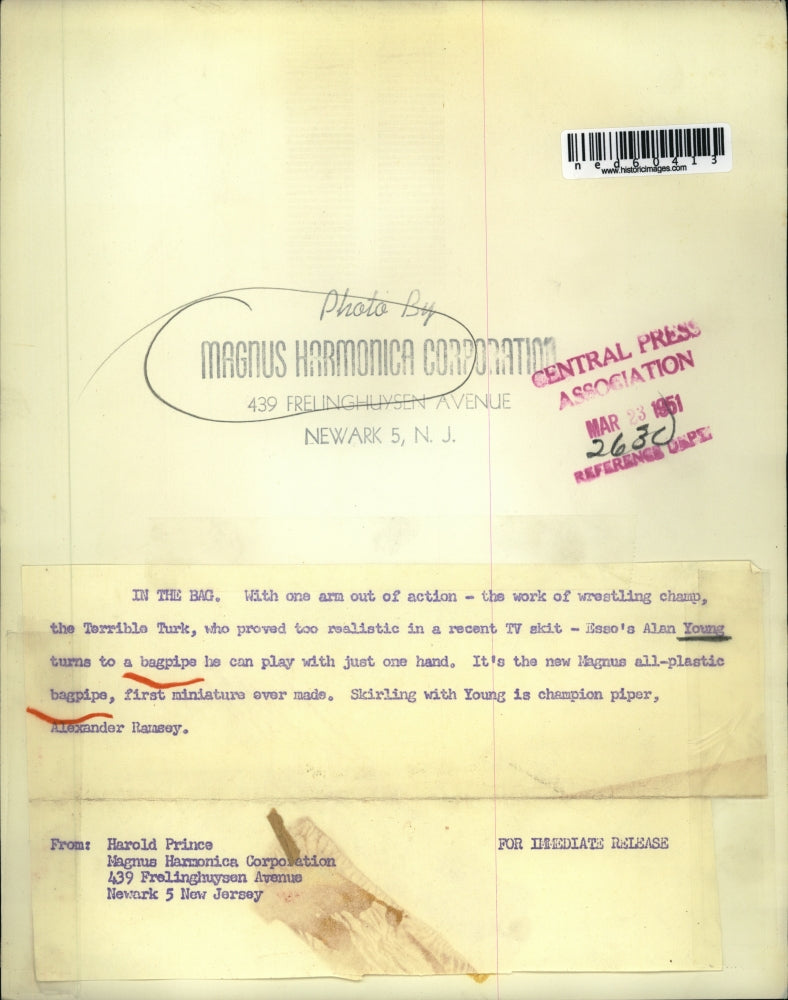 ned60413
www.historicimages.com
Photo By
MAGNUS HARMONICA CORPORATION
439 FRELINGHUYSEN AVENUE
NEWARK 5, N. J.
CENTRAL PRESS
ASSOCIATION
MAR 23 1951
2630
REFERENCE DEPT.
IN THE BAG. With one arm out of action - the work of wrestling champ,
the Terrible Turk, who proved too realistic in a recent TV skit - Esso's Alan Young
turns to a bagpipe he can play with just one hand. It's the new Magnus all-plastic
bagpipe, first miniature ever made. Skirling with Young is champion piper,
Alexander Ramsey.
From: Harold Prince
Magnus Harmonica Corporation
439 Frelinghuysen Avenue
Newark 5 New Jersey
FOR IMMEDIATE RELEASE